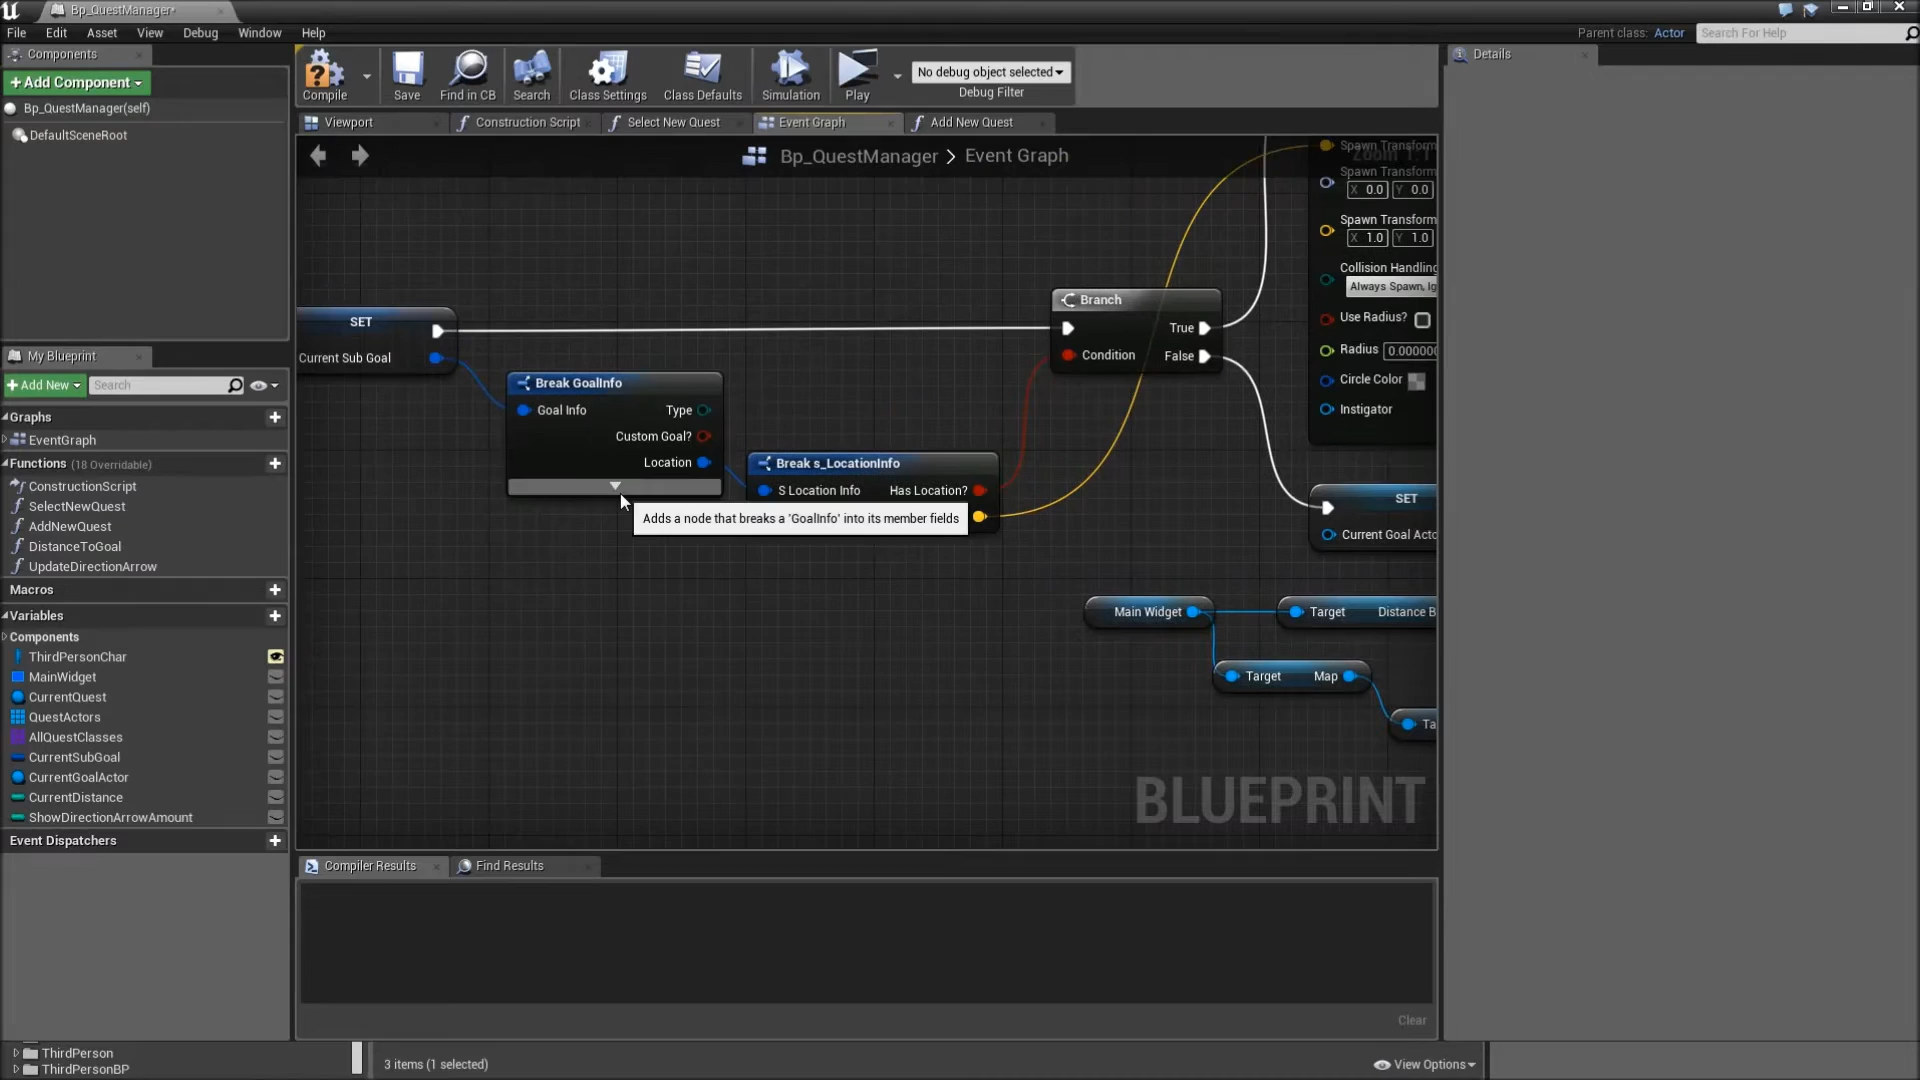 Bp_QuestManager*
File Edit Asset View Debug Window Help
Parent class: Actor
Search For Help
Components
+Add Component
Bp_QuestManager(self)
DefaultSceneRoot
Compile
Save
Find in CB
Search
Class Settings
Class Defaults
Simulation
Play
No debug object selected
Debug Filter
Details
Viewport
Construction Script
Select New Quest
Event Graph
Add New Quest
Bp_QuestManager > Event Graph
Zoom 1:1
Spawn Transform
Spawn Transform
X 0.0 Y 0.0
Spawn Transform
X 1.0 Y 1.0
Collision Handling
Always Spawn, Ig
Use Radius?
Radius 0.000000
Circle Color
Instigator
SET
Current Sub Goal
Branch
True
Condition False
Break GoalInfo
Goal Info Type
Custom Goal?
Location
Break s_LocationInfo
S Location Info Has Location?
Adds a node that breaks a 'GoalInfo' into its member fields
SET
Current Goal Acto
Main Widget
Target Distance B
Target Map
Ta
BLUEPRINT
My Blueprint
+Add New
Search
Graphs
EventGraph
Functions (18 Overridable)
ConstructionScript
SelectNewQuest
AddNewQuest
DistanceToGoal
UpdateDirectionArrow
Macros
Variables
Components
ThirdPersonChar
MainWidget
CurrentQuest
QuestActors
AllQuestClasses
CurrentSubGoal
CurrentGoalActor
CurrentDistance
ShowDirectionArrowAmount
Event Dispatchers
Compiler Results
Find Results
Clear
ThirdPerson
ThirdPersonBP
3 items (1 selected)
View Options